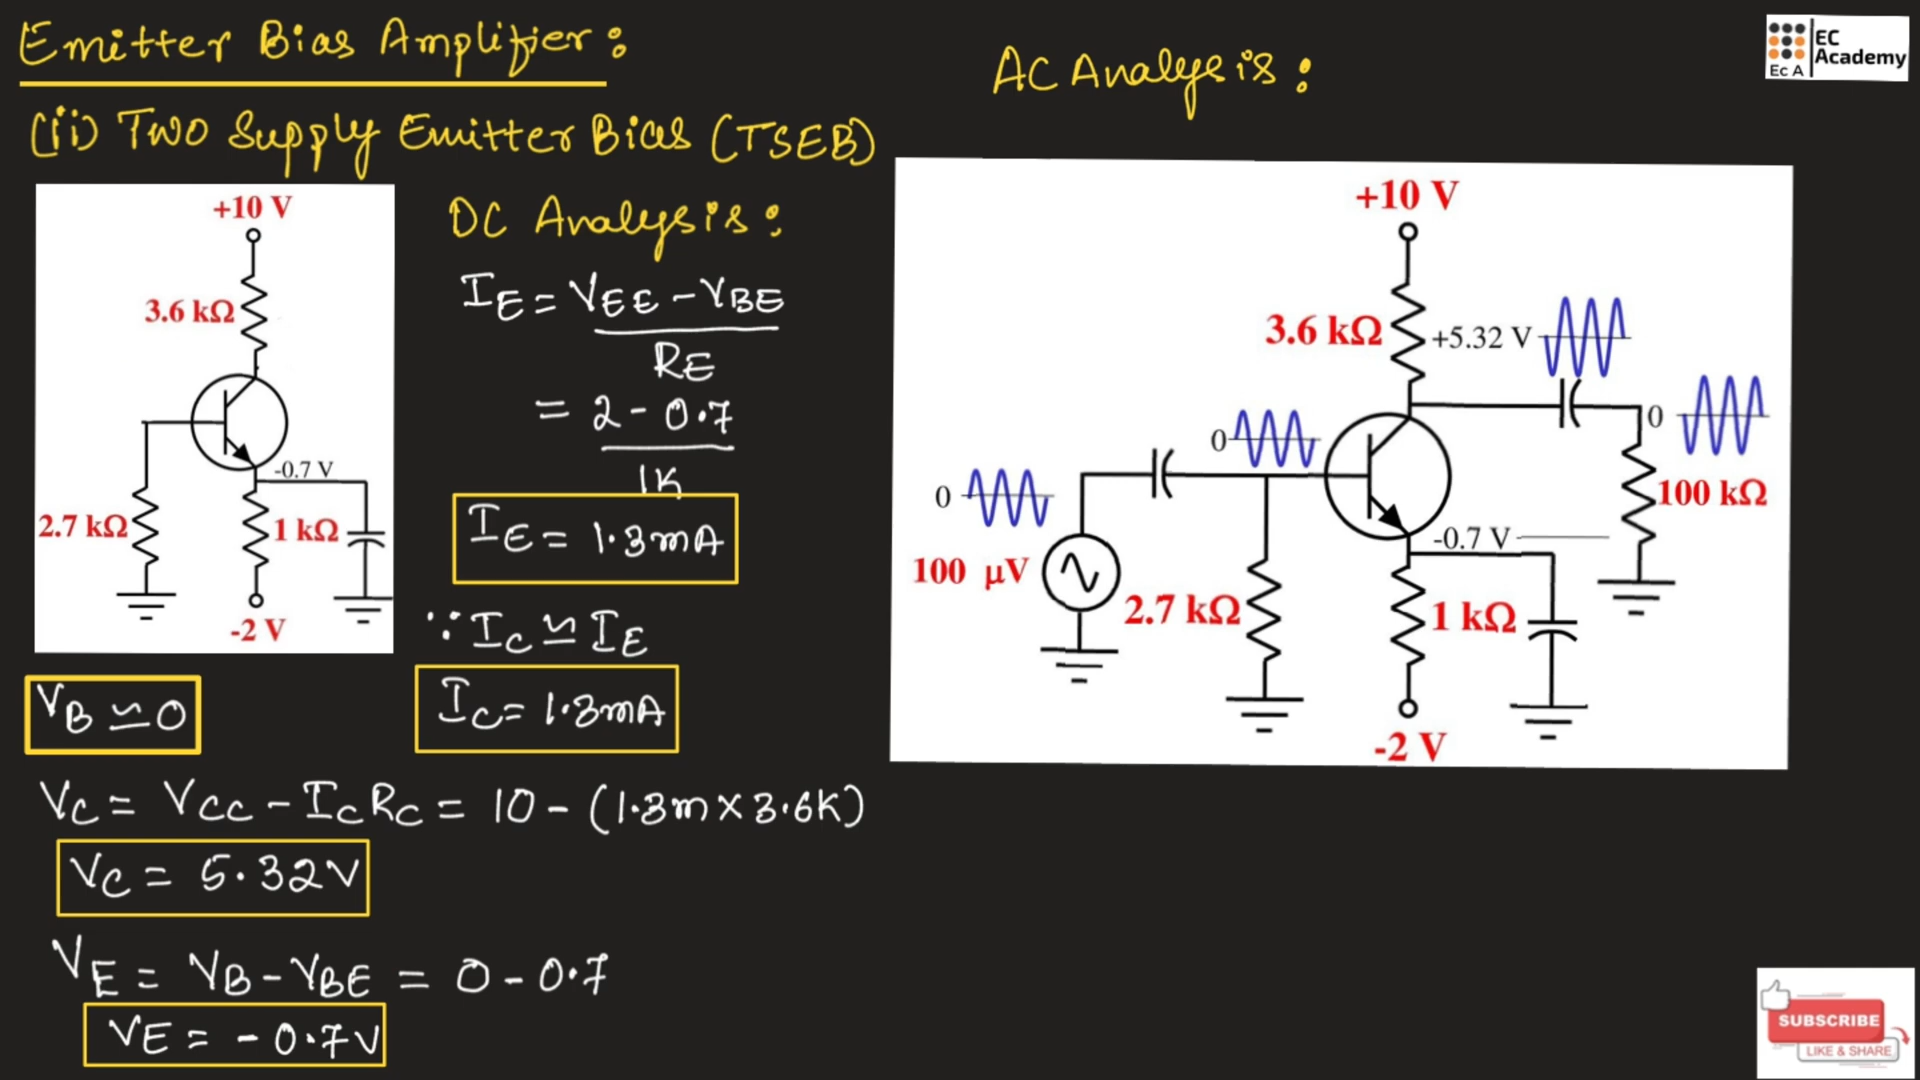 Emitter Bias Amplifier:
(ii) Two Supply Emitter Bias (TSEB)
+10 V
3.6 kΩ
-0.7 V
2.7 kΩ
1 kΩ
-2 V
DC Analysis:
IE = VEE - VBE
RE
= 2 - 0.7
1K
IE = 1.3mA
∵ IC ≃ IE
IC = 1.3mA
VB ≃ 0
VC = VCC - ICRC = 10 - (1.3m x 3.6K)
VC = 5.32V
VE = VB - VBE = 0 - 0.7
VE = - 0.7V
AC Analysis:
+10 V
3.6 kΩ
+5.32 V
0
0
0
100 kΩ
-0.7 V
100 µV
2.7 kΩ
1 kΩ
-2 V
EC
Academy
Ec A
SUBSCRIBE
LIKE & SHARE